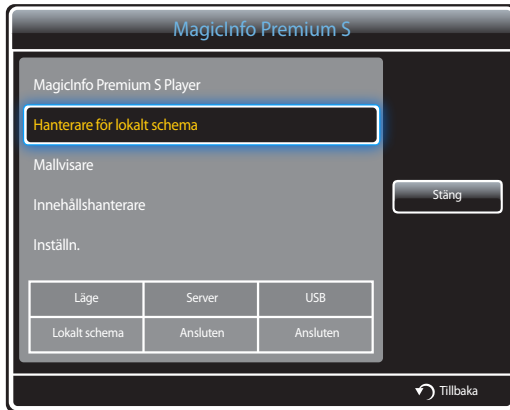 MagicInfo Premium S
MagicInfo Premium S Player
Hanterare för lokalt schema
Mallvisare
Innehållshanterare
Inställn.
Stäng
Läge Server USB
Lokalt schema Ansluten Ansluten
Tillbaka